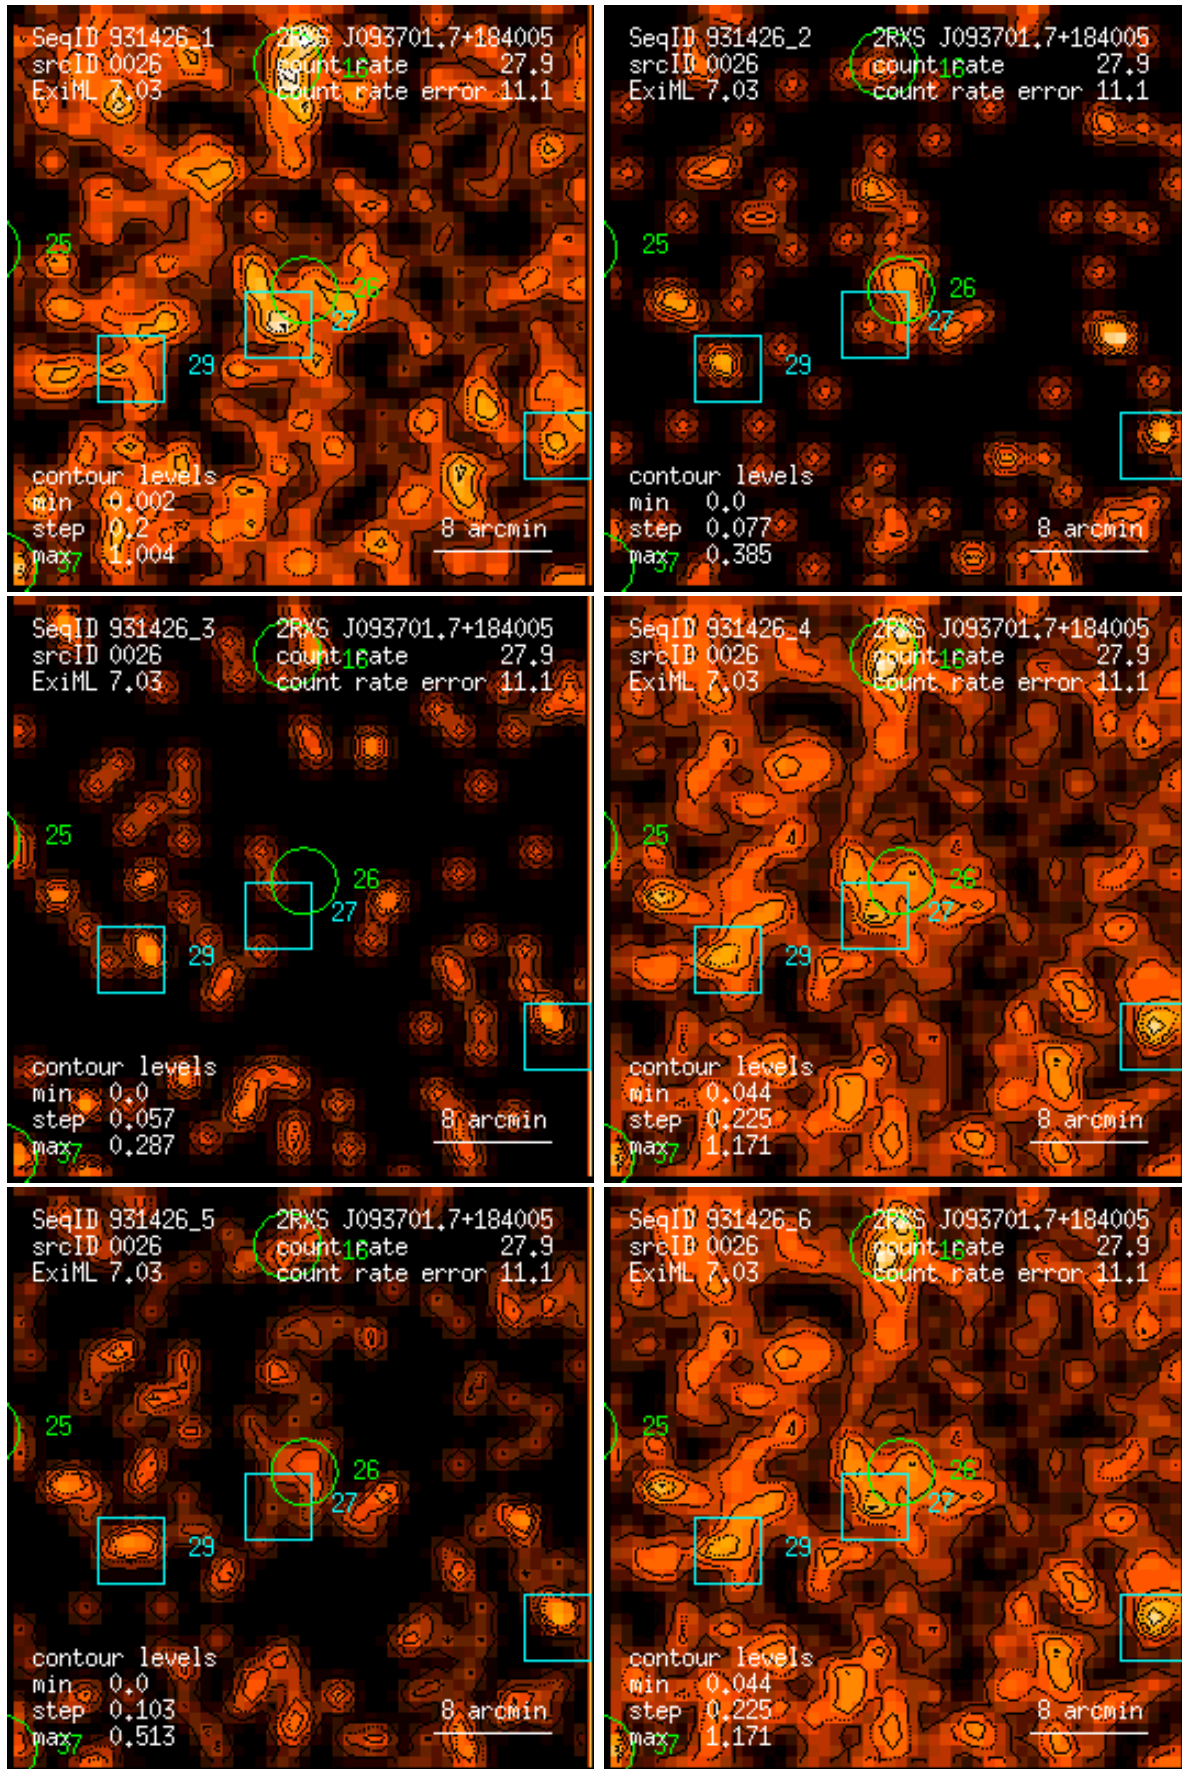 SeqID 931426_1 2RXS J093701.7+184005
srcID 0026 count rate 27.9
16
ExiML 7.03 count rate error 11.1
25
26
27
29
contour levels
min 0.002
step 0.2 8 arcmin
max 1.004
37
SeqID 931426_2 2RXS J093701.7+184005
srcID 0026 count rate 27.9
16
ExiML 7.03 count rate error 11.1
25
26
27
29
contour levels
min 0.0
step 0.077 8 arcmin
max 0.385
37
SeqID 931426_3 2RXS J093701.7+184005
srcID 0026 count rate 27.9
16
ExiML 7.03 count rate error 11.1
25
26
27
29
contour levels
min 0.0
step 0.057 8 arcmin
max 0.287
37
SeqID 931426_4 2RXS J093701.7+184005
srcID 0026 count rate 27.9
16
ExiML 7.03 count rate error 11.1
25
26
27
29
contour levels
min 0.044
step 0.225 8 arcmin
max 1.171
37
SeqID 931426_5 2RXS J093701.7+184005
srcID 0026 count rate 27.9
16
ExiML 7.03 count rate error 11.1
25
26
27
29
contour levels
min 0.0
step 0.103 8 arcmin
max 0.513
37
SeqID 931426_6 2RXS J093701.7+184005
srcID 0026 count rate 27.9
16
ExiML 7.03 count rate error 11.1
25
26
27
29
contour levels
min 0.044
step 0.225 8 arcmin
max 1.171
37